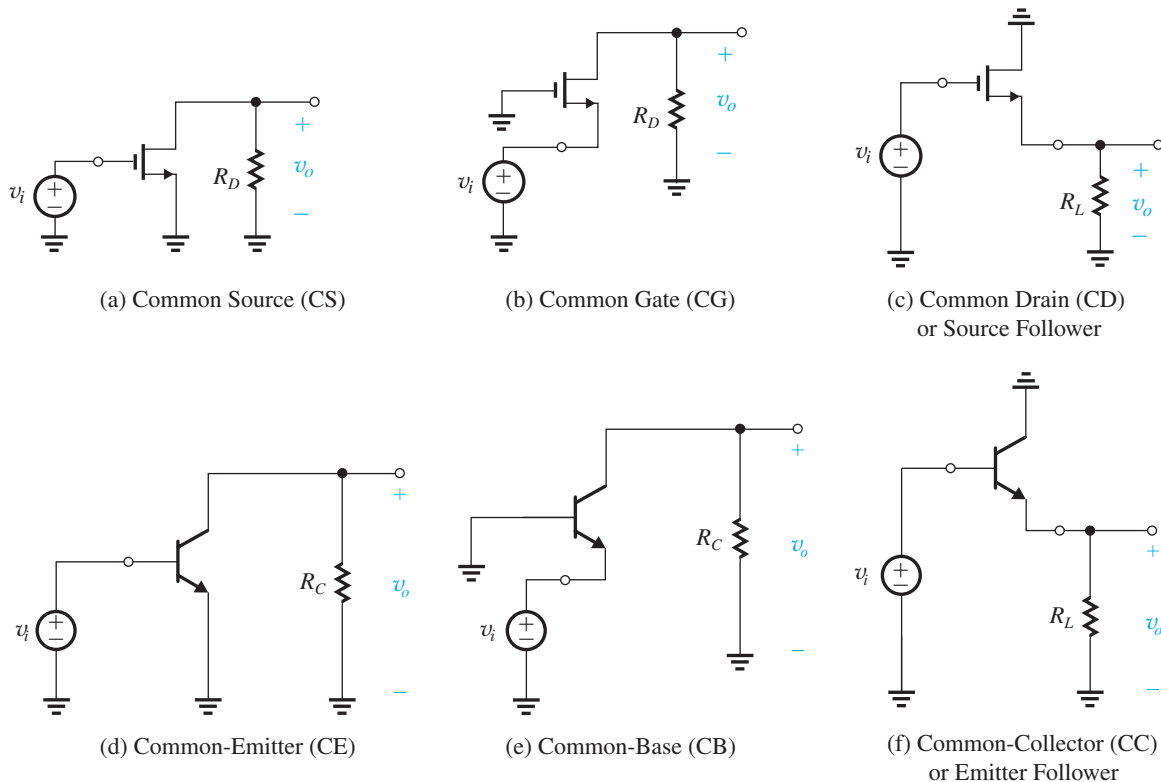 +
R_D
v_o
v_i
+
−
−
(a) Common Source (CS)
+
R_D
v_o
v_i
+
−
−
(b) Common Gate (CG)
v_i
+
−
+
R_L
v_o
−
(c) Common Drain (CD)
or Source Follower
+
R_C
v_o
v_i
+
−
−
(d) Common-Emitter (CE)
+
R_C
v_o
v_i
+
−
−
(e) Common-Base (CB)
v_i
+
−
+
R_L
v_o
−
(f) Common-Collector (CC)
or Emitter Follower